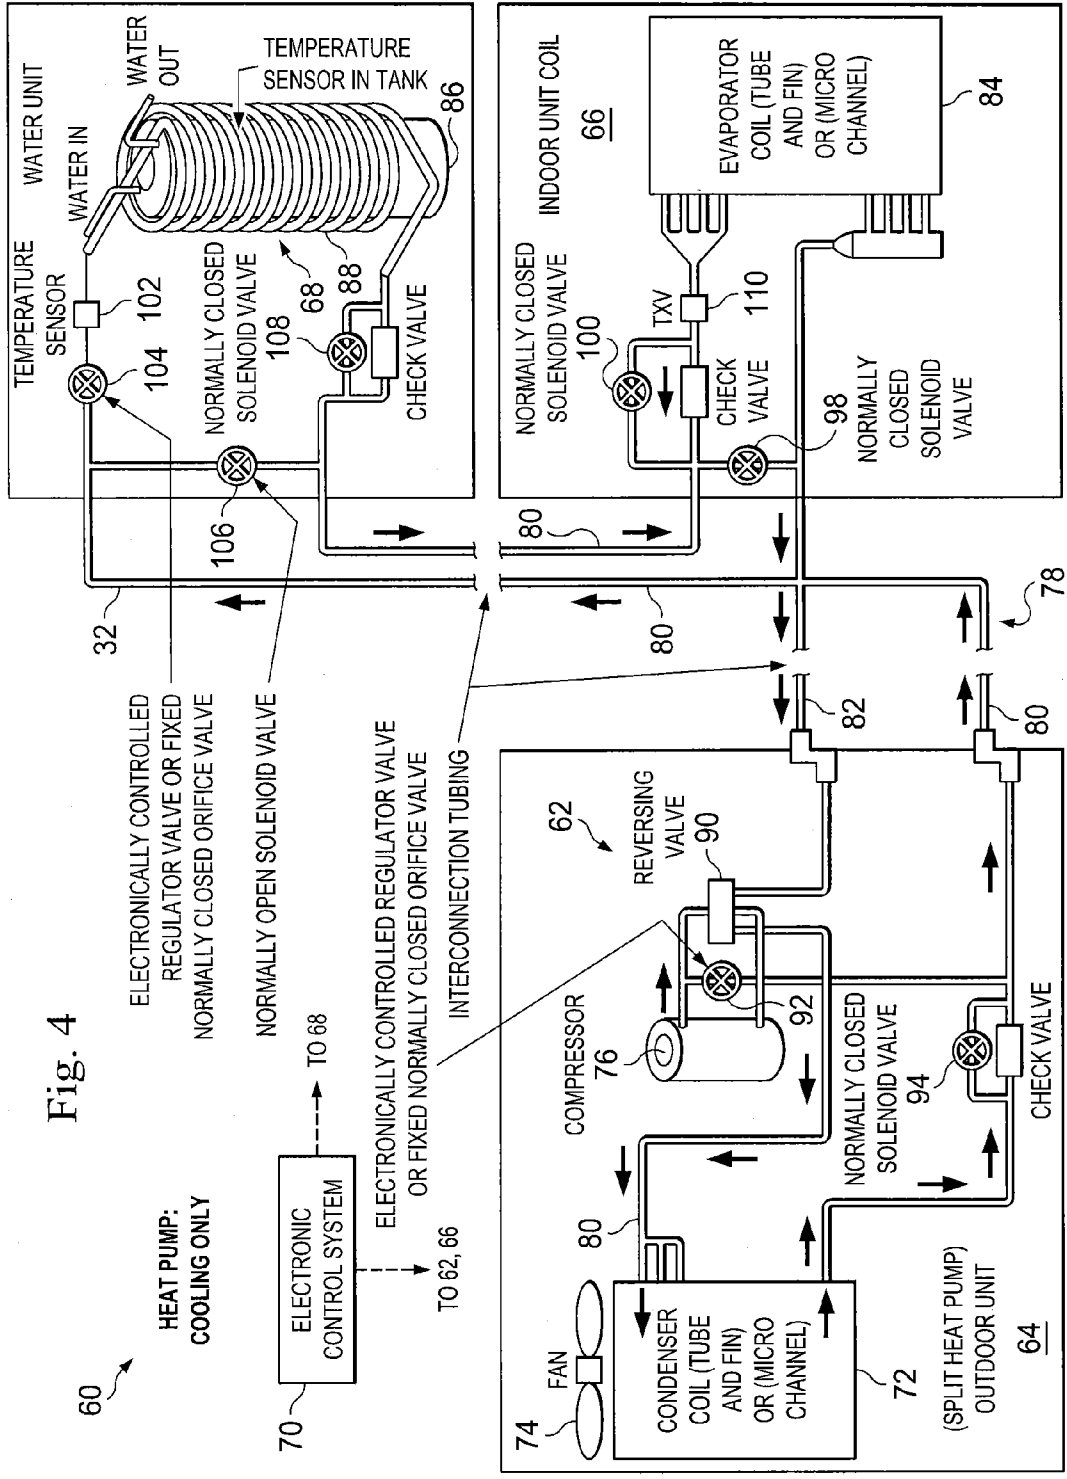 Fig. 4
60
HEAT PUMP:
COOLING ONLY
70
ELECTRONIC
CONTROL SYSTEM
TO 68
TO 62, 66
ELECTRONICALLY CONTROLLED
REGULATOR VALVE OR FIXED
NORMALLY CLOSED ORIFICE VALVE
NORMALLY OPEN SOLENOID VALVE
ELECTRONICALLY CONTROLLED REGULATOR VALVE
OR FIXED NORMALLY CLOSED ORIFICE VALVE
INTERCONNECTION TUBING
32
WATER UNIT
WATER IN
WATER
OUT
TEMPERATURE
SENSOR IN TANK
86
TEMPERATURE
SENSOR
102
104
NORMALLY CLOSED
SOLENOID VALVE
68
88
108
CHECK VALVE
106
80
80
INDOOR UNIT COIL
66
EVAPORATOR
COIL (TUBE
AND FIN)
OR (MICRO
CHANNEL)
84
NORMALLY CLOSED
SOLENOID VALVE
100
TXV
110
CHECK
VALVE
98
NORMALLY
CLOSED
SOLENOID
VALVE
78
82
80
74
FAN
CONDENSER
COIL (TUBE
AND FIN)
OR (MICRO
CHANNEL)
72
80
COMPRESSOR
76
62
REVERSING
VALVE
90
92
NORMALLY CLOSED
SOLENOID VALVE
94
CHECK VALVE
(SPLIT HEAT PUMP)
OUTDOOR UNIT
64